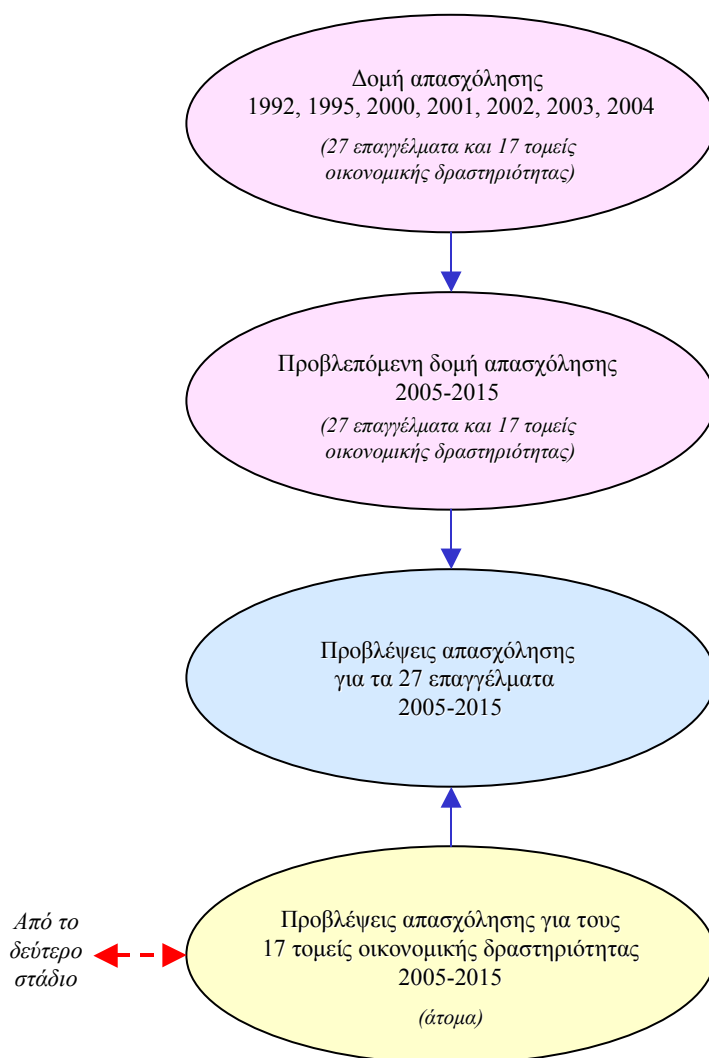 Δομή απασχόλησης
1992, 1995, 2000, 2001, 2002, 2003, 2004
(27 επαγγέλματα και 17 τομείς
οικονομικής δραστηριότητας)
Προβλεπόμενη δομή απασχόλησης
2005-2015
(27 επαγγέλματα και 17 τομείς
οικονομικής δραστηριότητας)
Προβλέψεις απασχόλησης
για τα 27 επαγγέλματα
2005-2015
Από το
δεύτερο
στάδιο
Προβλέψεις απασχόλησης για τους
17 τομείς οικονομικής δραστηριότητας
2005-2015
(άτομα)